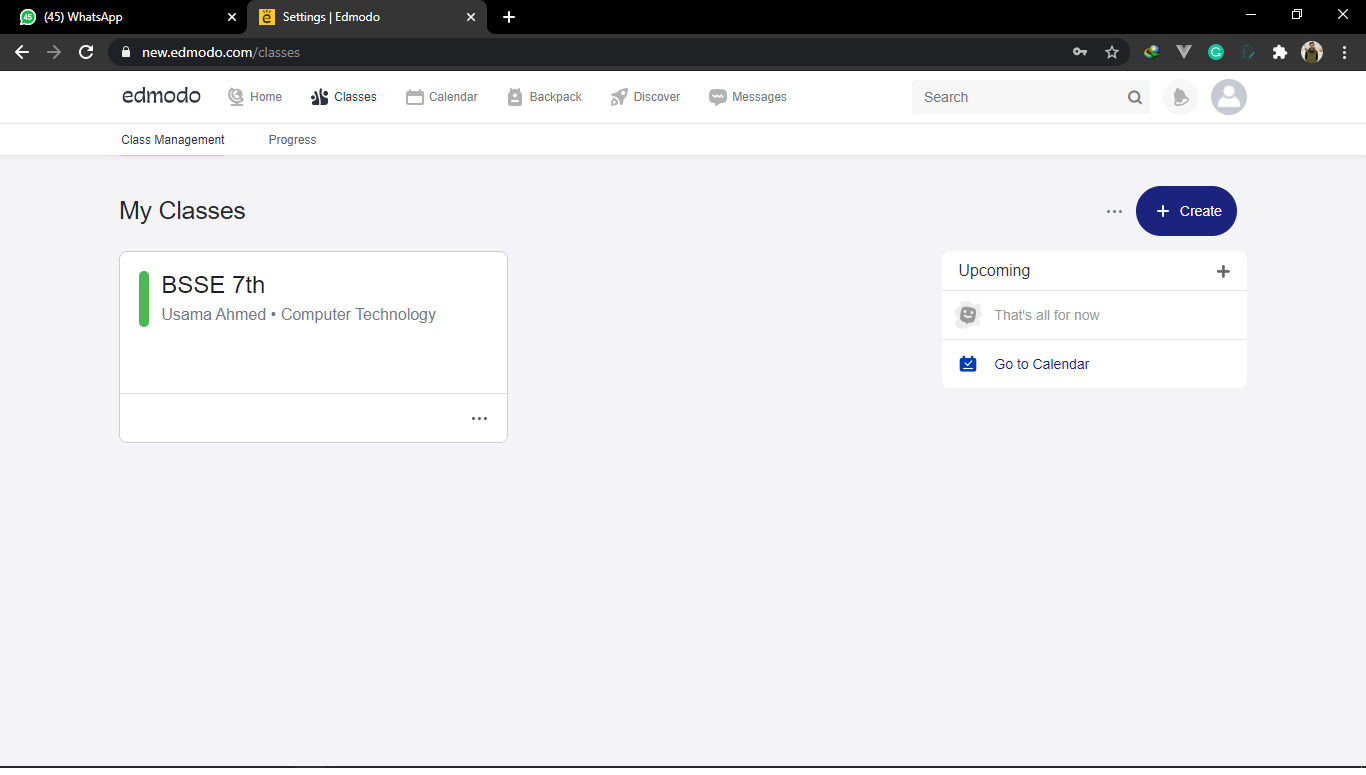 (45) WhatsApp
Settings | Edmodo
new.edmodo.com/classes
edmodo
Home
Classes
Calendar
Backpack
Discover
Messages
Search
Class Management
Progress
My Classes
Create
BSSE 7th
Usama Ahmed • Computer Technology
Upcoming
That's all for now
Go to Calendar